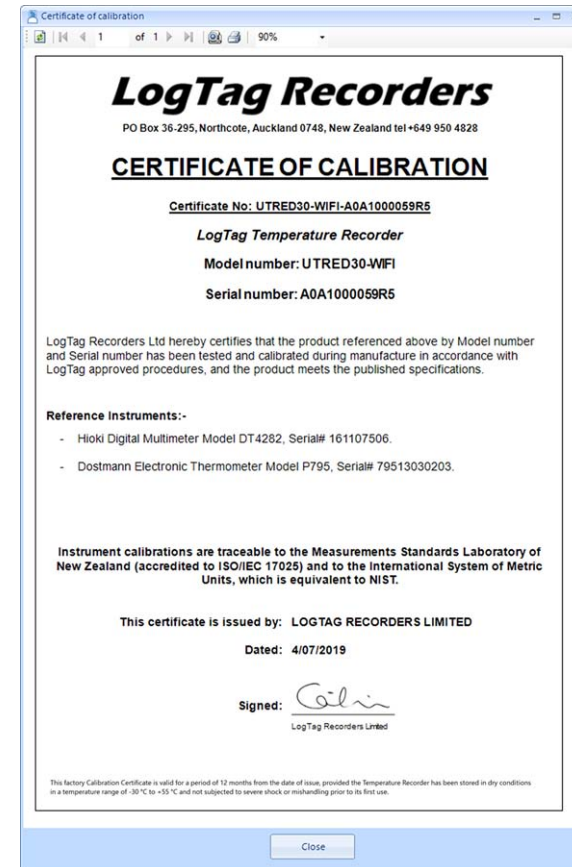 Certificate of calibration
1 of 1 90%
LogTag Recorders
PO Box 36-295, Northcote, Auckland 0748, New Zealand tel +649 950 4828
CERTIFICATE OF CALIBRATION
Certificate No: UTRED30-WIFI-A0A1000059R5
LogTag Temperature Recorder
Model number: UTRED30-WIFI
Serial number: A0A1000059R5
LogTag Recorders Ltd hereby certifies that the product referenced above by Model number
and Serial number has been tested and calibrated during manufacture in accordance with
LogTag approved procedures, and the product meets the published specifications.
Reference Instruments:-
- Hioki Digital Multimeter Model DT4282, Serial# 161107506.
- Dostmann Electronic Thermometer Model P795, Serial# 79513030203.
Instrument calibrations are traceable to the Measurements Standards Laboratory of
New Zealand (accredited to ISO/IEC 17025) and to the International System of Metric
Units, which is equivalent to NIST.
This certificate is issued by: LOGTAG RECORDERS LIMITED
Dated: 4/07/2019
Signed:
LogTag Recorders Limited
This factory Calibration Certificate is valid for a period of 12 months from the date of issue, provided the Temperature Recorder has been stored in dry conditions
in a temperature range of -30 °C to +55 °C and not subjected to severe shock or mishandling prior to its first use.
Close